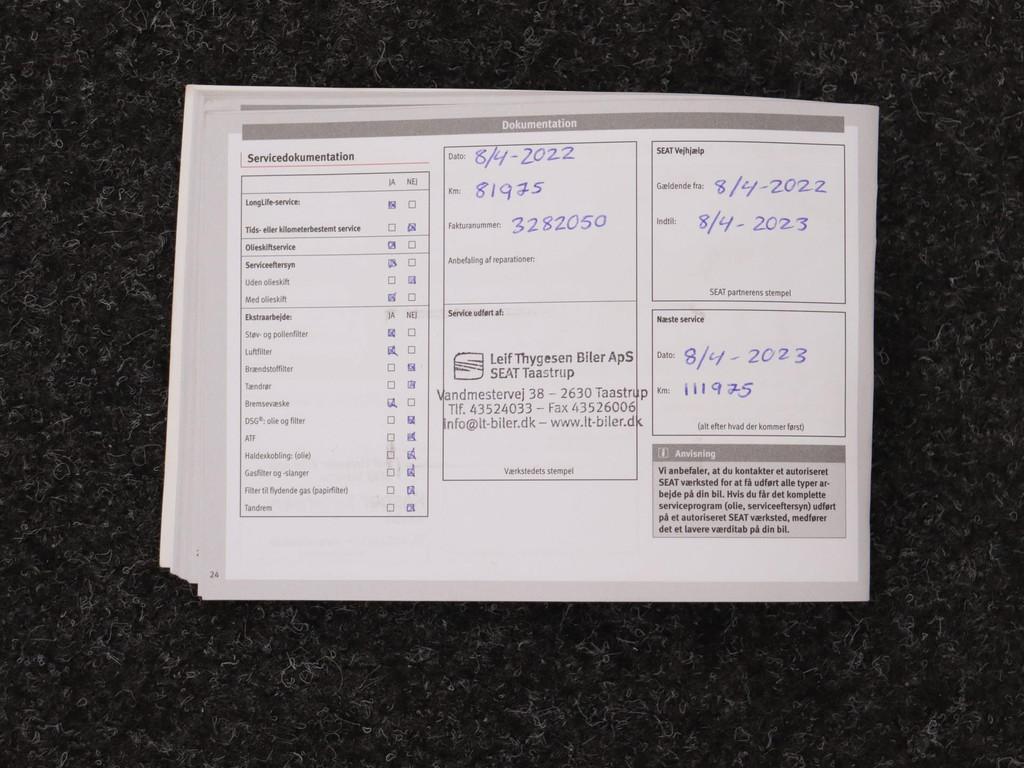 Dokumentation
Servicedokumentation
JA NEJ
LongLife-service:
Tids- eller kilometerbestemt service
Olieskiftservice
Serviceeftersyn
Uden olieskift
Med olieskift
Ekstraarbejde: JA NEJ
Støv- og pollenfilter
Luftfilter
Brændstoffilter
Tændrør
Bremsevæske
DSG®: olie og filter
ATF
Haldexkobling: (olie)
Gasfilter og -slanger
Filter til flydende gas (papirfilter)
Tandrem
24
Dato: 8/4-2022
Km: 81975
Fakturanummer: 3282050
Anbefaling af reparationer:
Service udført af:
Leif Thygesen Biler ApS
SEAT Taastrup
Vandmestervej 38 – 2630 Taastrup
Tlf. 43524033 – Fax 43526006
info@lt-biler.dk – www.lt-biler.dk
Værkstedets stempel
SEAT Vejhjælp
Gældende fra: 8/4-2022
Indtil: 8/4-2023
SEAT partnerens stempel
Næste service
Dato: 8/4-2023
Km: 111975
(alt efter hvad der kommer først)
i Anvisning
Vi anbefaler, at du kontakter et autoriseret
SEAT værksted for at få udført alle typer ar-
bejde på din bil. Hvis du får det komplette
serviceprogram (olie, serviceeftersyn) udført
på et autoriseret SEAT værksted, medfører
det et lavere værditab på din bil.